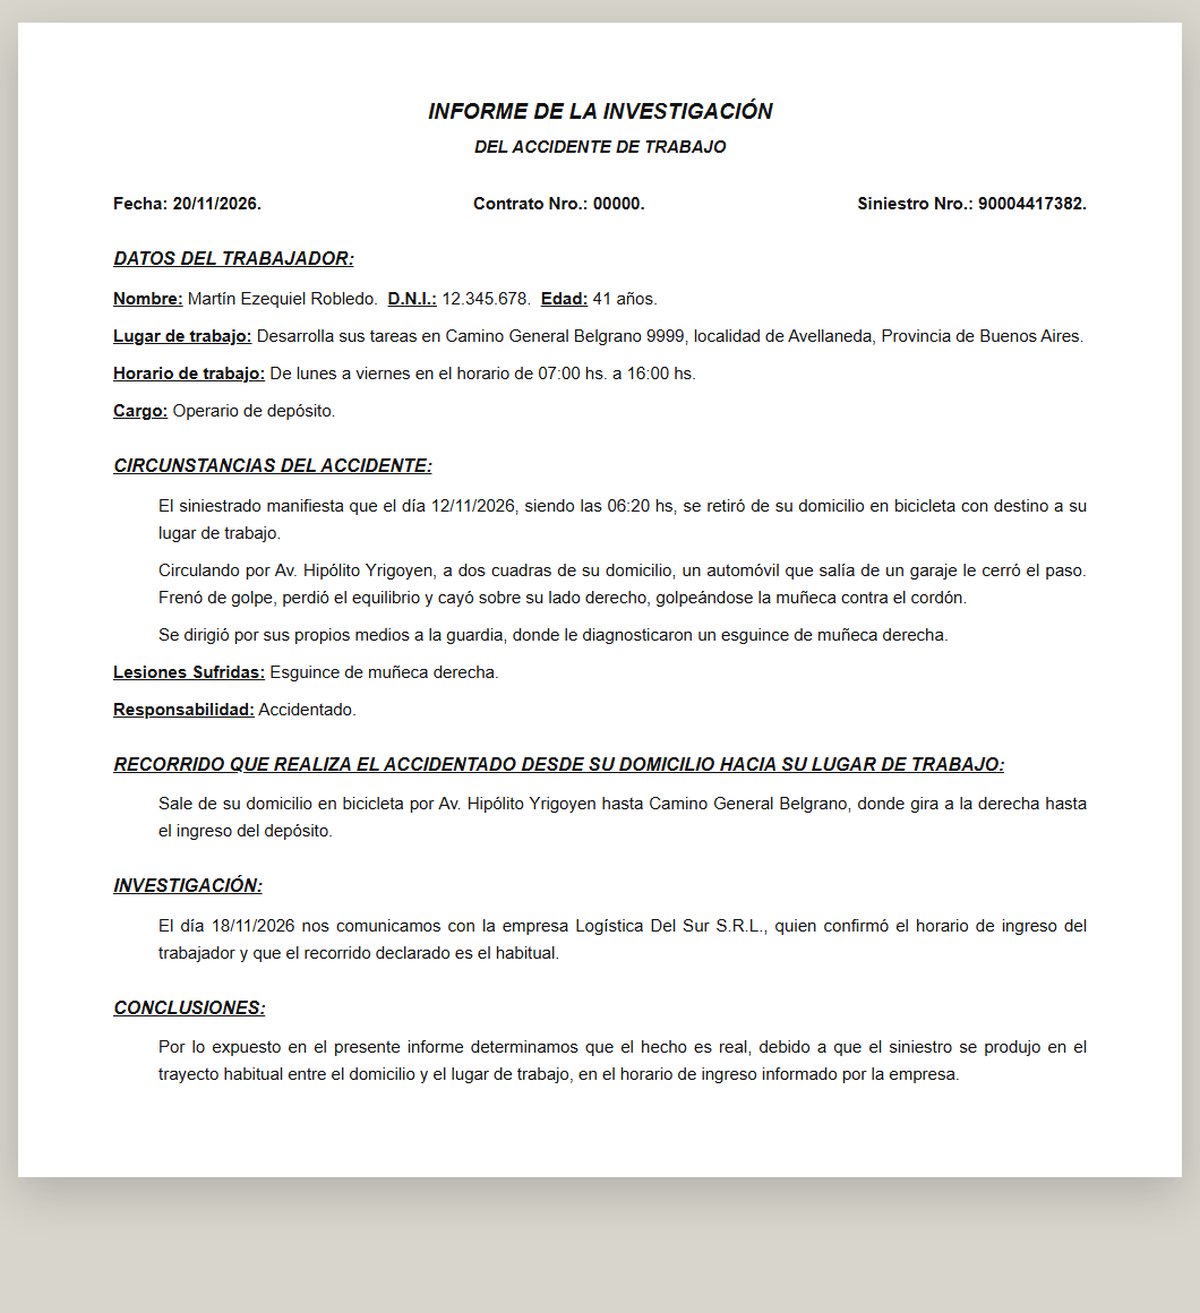 INFORME DE LA INVESTIGACIÓN
DEL ACCIDENTE DE TRABAJO
Fecha: 20/11/2026. Contrato Nro.: 00000. Siniestro Nro.: 90004417382.
DATOS DEL TRABAJADOR:
Nombre: Martín Ezequiel Robledo. D.N.I.: 12.345.678. Edad: 41 años.
Lugar de trabajo: Desarrolla sus tareas en Camino General Belgrano 9999, localidad de Avellaneda, Provincia de Buenos Aires.
Horario de trabajo: De lunes a viernes en el horario de 07:00 hs. a 16:00 hs.
Cargo: Operario de depósito.
CIRCUNSTANCIAS DEL ACCIDENTE:
El siniestrado manifiesta que el día 12/11/2026, siendo las 06:20 hs, se retiró de su domicilio en bicicleta con destino a su
lugar de trabajo.
Circulando por Av. Hipólito Yrigoyen, a dos cuadras de su domicilio, un automóvil que salía de un garaje le cerró el paso.
Frenó de golpe, perdió el equilibrio y cayó sobre su lado derecho, golpeándose la muñeca contra el cordón.
Se dirigió por sus propios medios a la guardia, donde le diagnosticaron un esguince de muñeca derecha.
Lesiones Sufridas: Esguince de muñeca derecha.
Responsabilidad: Accidentado.
RECORRIDO QUE REALIZA EL ACCIDENTADO DESDE SU DOMICILIO HACIA SU LUGAR DE TRABAJO:
Sale de su domicilio en bicicleta por Av. Hipólito Yrigoyen hasta Camino General Belgrano, donde gira a la derecha hasta
el ingreso del depósito.
INVESTIGACIÓN:
El día 18/11/2026 nos comunicamos con la empresa Logística Del Sur S.R.L., quien confirmó el horario de ingreso del
trabajador y que el recorrido declarado es el habitual.
CONCLUSIONES:
Por lo expuesto en el presente informe determinamos que el hecho es real, debido a que el siniestro se produjo en el
trayecto habitual entre el domicilio y el lugar de trabajo, en el horario de ingreso informado por la empresa.